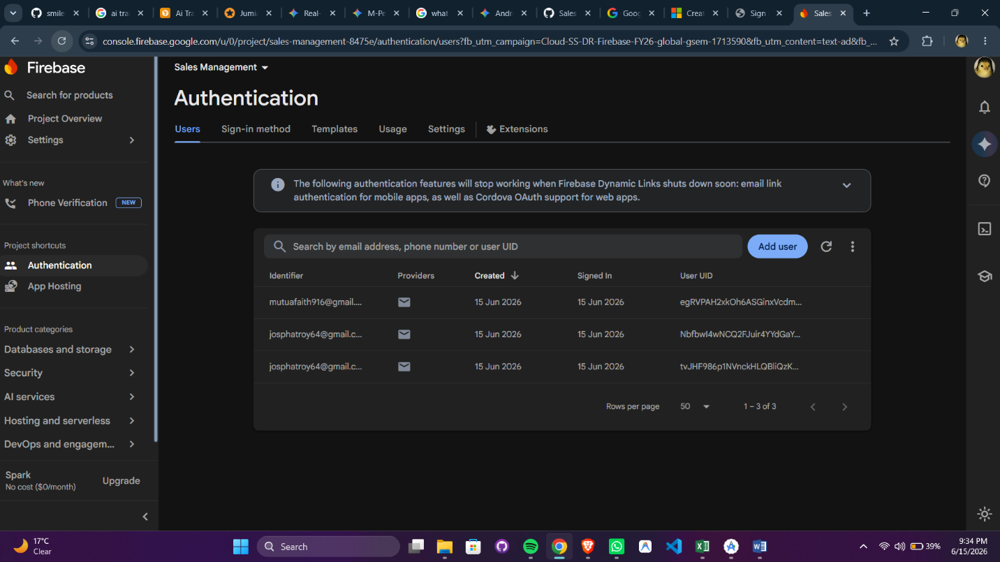 smile
ai tra
Ai Tra
Jumia
Real-
M-Pe
what
Andr
Sales
Goog
Creat
Sign
Sales
console.firebase.google.com/u/0/project/sales-management-8475e/authentication/users?fb_utm_campaign=Cloud-SS-DR-Firebase-FY26-global-gsem-1713590&fb_utm_content=text-ad&fb_...
Firebase
Search for products
Project Overview
Settings
What's new
Phone Verification NEW
Project shortcuts
Authentication
App Hosting
Product categories
Databases and storage
Security
AI services
Hosting and serverless
DevOps and engagem...
Spark
No cost ($0/month)
Upgrade
Sales Management
Authentication
Users Sign-in method Templates Usage Settings Extensions
The following authentication features will stop working when Firebase Dynamic Links shuts down soon: email link
authentication for mobile apps, as well as Cordova OAuth support for web apps.
Search by email address, phone number or user UID
Add user
Identifier Providers Created Signed In User UID
mutuafaith916@gmail.... 15 Jun 2026 15 Jun 2026 egRVPAH2xkOh6ASGinxVcdm...
josphatroy64@gmail.c... 15 Jun 2026 15 Jun 2026 NbfbwI4wNCQ2FJuir4YYdGaY...
josphatroy64@gmail.c... 15 Jun 2026 15 Jun 2026 tvJHF986p1NVnckHLQBliQzK...
Rows per page 50 1 – 3 of 3
17°C
Clear
Search
39%
9:34 PM
6/15/2026